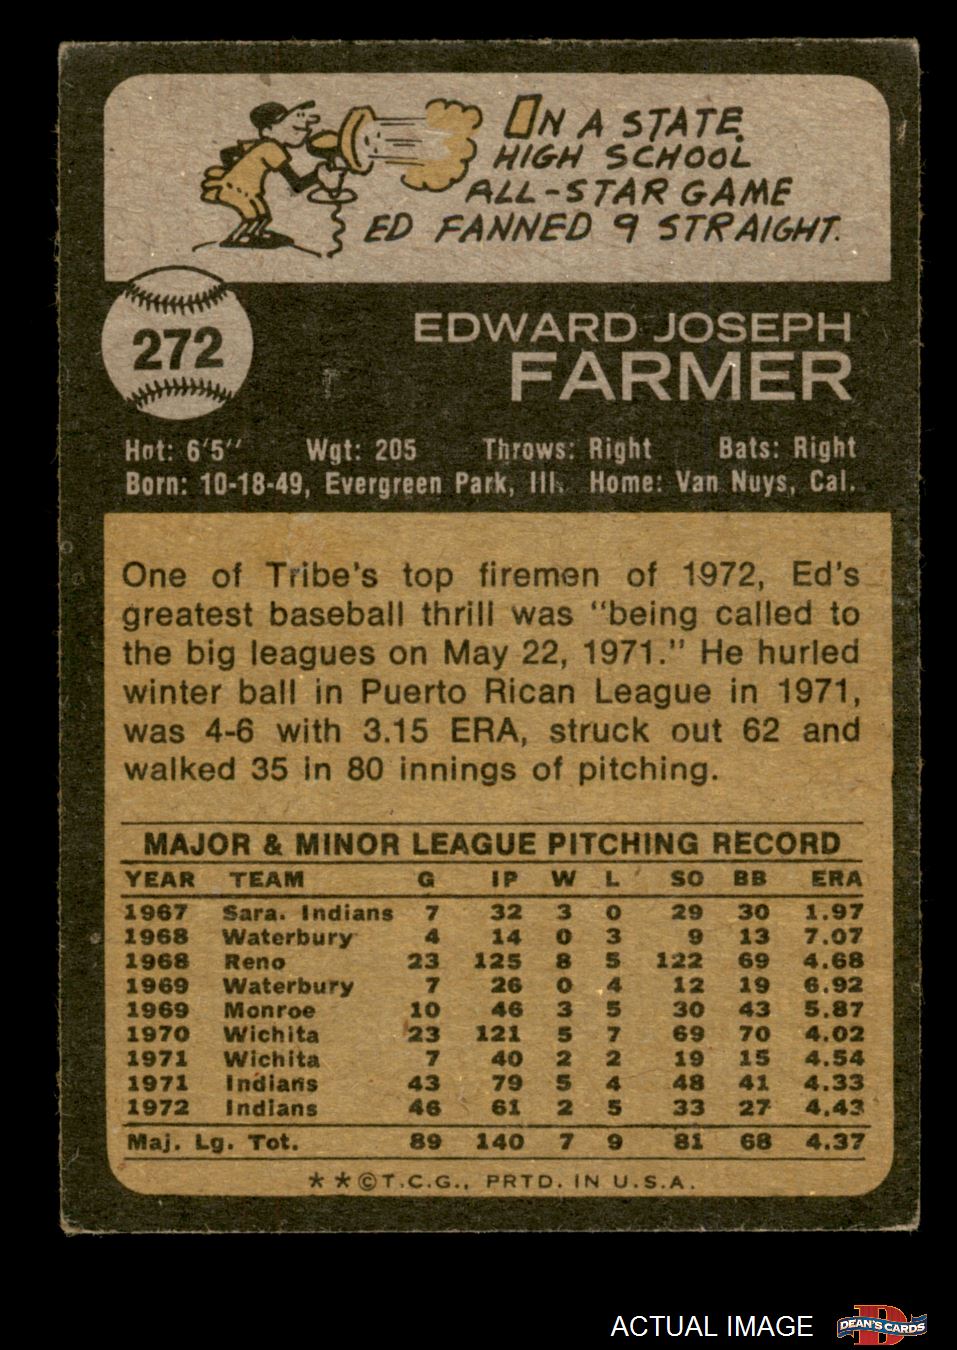 ON A STATE
HIGH SCHOOL
ALL-STAR GAME
ED FANNED 9 STRAIGHT.
272
EDWARD JOSEPH
FARMER
Hgt: 6'5" Wgt: 205 Throws: Right Bats: Right
Born: 10-18-49, Evergreen Park, Ill. Home: Van Nuys, Cal.
One of Tribe's top firemen of 1972, Ed's
greatest baseball thrill was "being called to
the big leagues on May 22, 1971." He hurled
winter ball in Puerto Rican League in 1971,
was 4-6 with 3.15 ERA, struck out 62 and
walked 35 in 80 innings of pitching.
MAJOR & MINOR LEAGUE PITCHING RECORD
YEAR TEAM G IP W L SO BB ERA
1967 Sara. Indians 7 32 3 0 29 30 1.97
1968 Waterbury 4 14 0 3 9 13 7.07
1968 Reno 23 125 8 5 122 69 4.68
1969 Waterbury 7 26 0 4 12 19 6.92
1969 Monroe 10 46 3 5 30 43 5.87
1970 Wichita 23 121 5 7 69 70 4.02
1971 Wichita 7 40 2 2 19 15 4.54
1971 Indians 43 79 5 4 48 41 4.33
1972 Indians 46 61 2 5 33 27 4.43
Maj. Lg. Tot. 89 140 7 9 81 68 4.37
**©T.C.G., PRTD. IN U.S.A.
ACTUAL IMAGE
D
DEAN'S CARDS